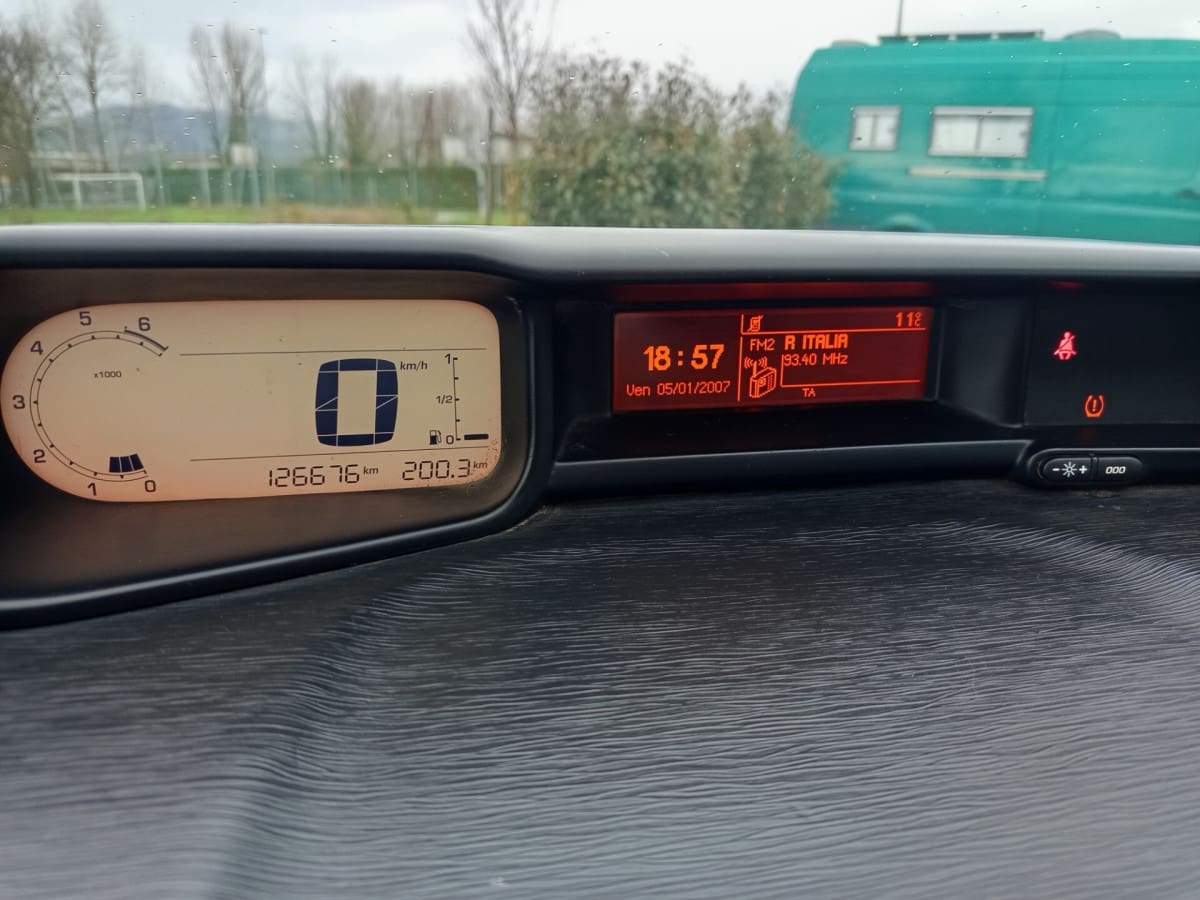 6
5
4
3
2
1
0
x1000
0 km/h
1
1/2
0
126676 km 200.3 km
18:57
Ven 05/01/2007
11°C
FM2 R ITALIA
93.40 MHz
TA
- +
000